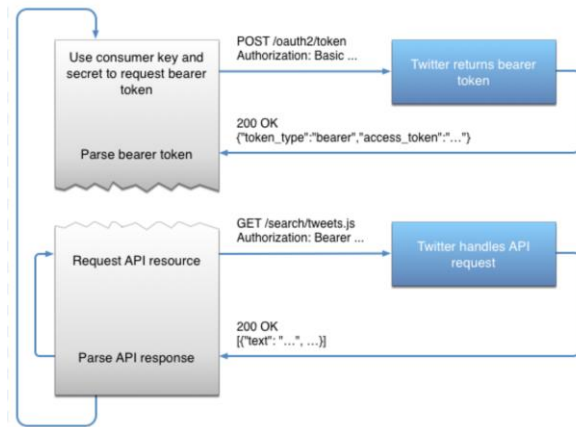 Use consumer key and
secret to request bearer
token
POST /oauth2/token
Authorization: Basic ...
Twitter returns bearer
token
200 OK
{"token_type":"bearer","access_token":"..."}
Parse bearer token
GET /search/tweets.js
Authorization: Bearer ...
Request API resource
Twitter handles API
request
200 OK
[{"text": "...", ...}]
Parse API response